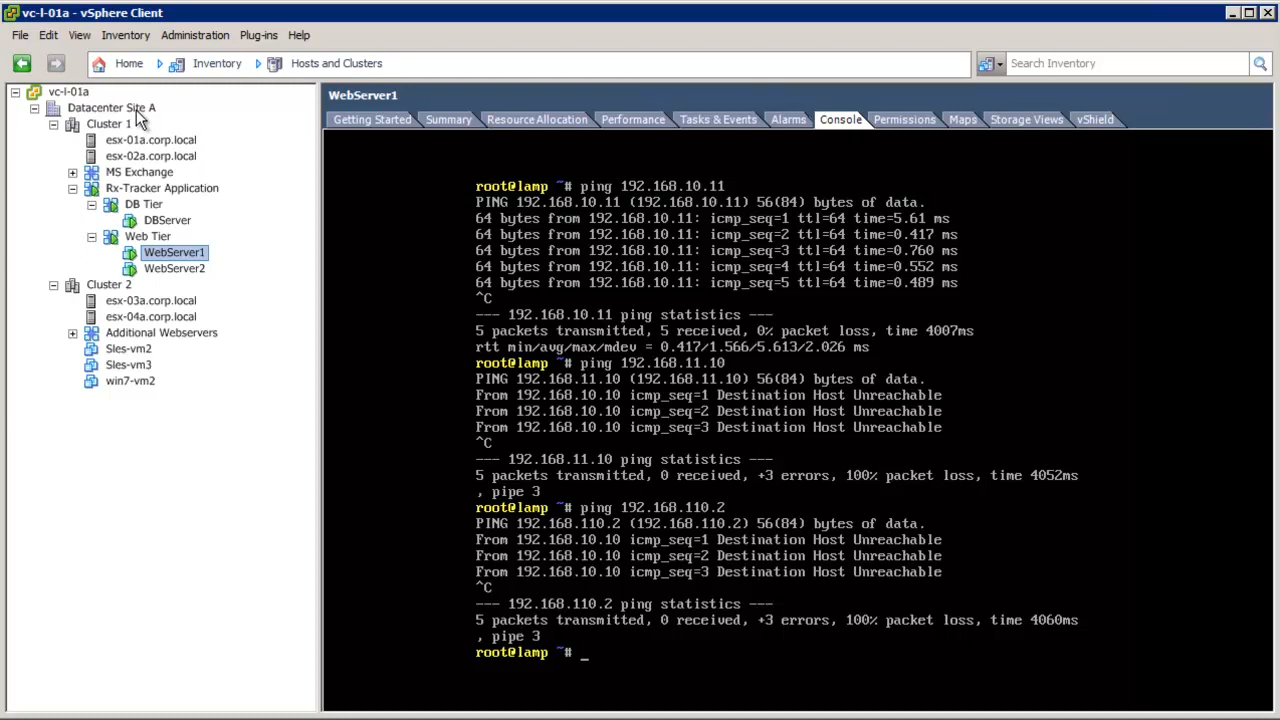 vc-l-01a - vSphere Client
File Edit View Inventory Administration Plug-ins Help
Home Inventory Hosts and Clusters Search Inventory
vc-l-01a
Datacenter Site A
Cluster 1
esx-01a.corp.local
esx-02a.corp.local
MS Exchange
Rx-Tracker Application
DB Tier
DBServer
Web Tier
WebServer1
WebServer2
Cluster 2
esx-03a.corp.local
esx-04a.corp.local
Additional Webservers
Sles-vm2
Sles-vm3
win7-vm2
WebServer1
Getting Started Summary Resource Allocation Performance Tasks & Events Alarms Console Permissions Maps Storage Views vShield
root@lamp ~# ping 192.168.10.11
PING 192.168.10.11 (192.168.10.11) 56(84) bytes of data.
64 bytes from 192.168.10.11: icmp_seq=1 ttl=64 time=5.61 ms
64 bytes from 192.168.10.11: icmp_seq=2 ttl=64 time=0.417 ms
64 bytes from 192.168.10.11: icmp_seq=3 ttl=64 time=0.760 ms
64 bytes from 192.168.10.11: icmp_seq=4 ttl=64 time=0.552 ms
64 bytes from 192.168.10.11: icmp_seq=5 ttl=64 time=0.489 ms
^C
--- 192.168.10.11 ping statistics ---
5 packets transmitted, 5 received, 0% packet loss, time 4007ms
rtt min/avg/max/mdev = 0.417/1.566/5.613/2.026 ms
root@lamp ~# ping 192.168.11.10
PING 192.168.11.10 (192.168.11.10) 56(84) bytes of data.
From 192.168.10.10 icmp_seq=1 Destination Host Unreachable
From 192.168.10.10 icmp_seq=2 Destination Host Unreachable
From 192.168.10.10 icmp_seq=3 Destination Host Unreachable
^C
--- 192.168.11.10 ping statistics ---
5 packets transmitted, 0 received, +3 errors, 100% packet loss, time 4052ms
, pipe 3
root@lamp ~# ping 192.168.110.2
PING 192.168.110.2 (192.168.110.2) 56(84) bytes of data.
From 192.168.10.10 icmp_seq=1 Destination Host Unreachable
From 192.168.10.10 icmp_seq=2 Destination Host Unreachable
From 192.168.10.10 icmp_seq=3 Destination Host Unreachable
^C
--- 192.168.110.2 ping statistics ---
5 packets transmitted, 0 received, +3 errors, 100% packet loss, time 4060ms
, pipe 3
root@lamp ~# _